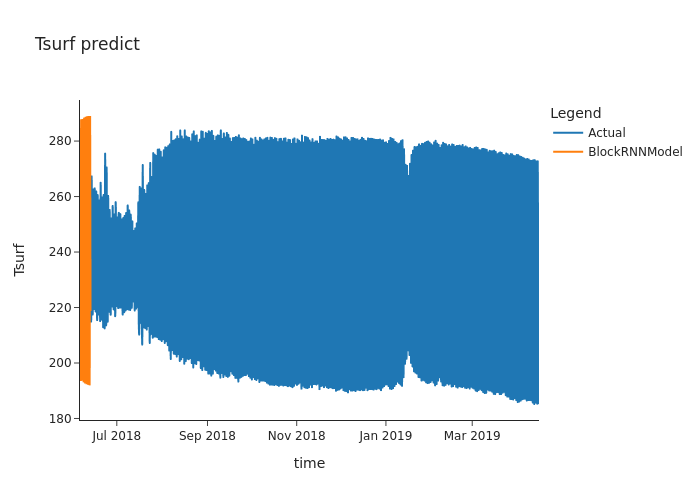 Tsurf predict
Legend
Actual
BlockRNNModel
280
260
240
220
200
180
Tsurf
Jul 2018
Sep 2018
Nov 2018
Jan 2019
Mar 2019
time